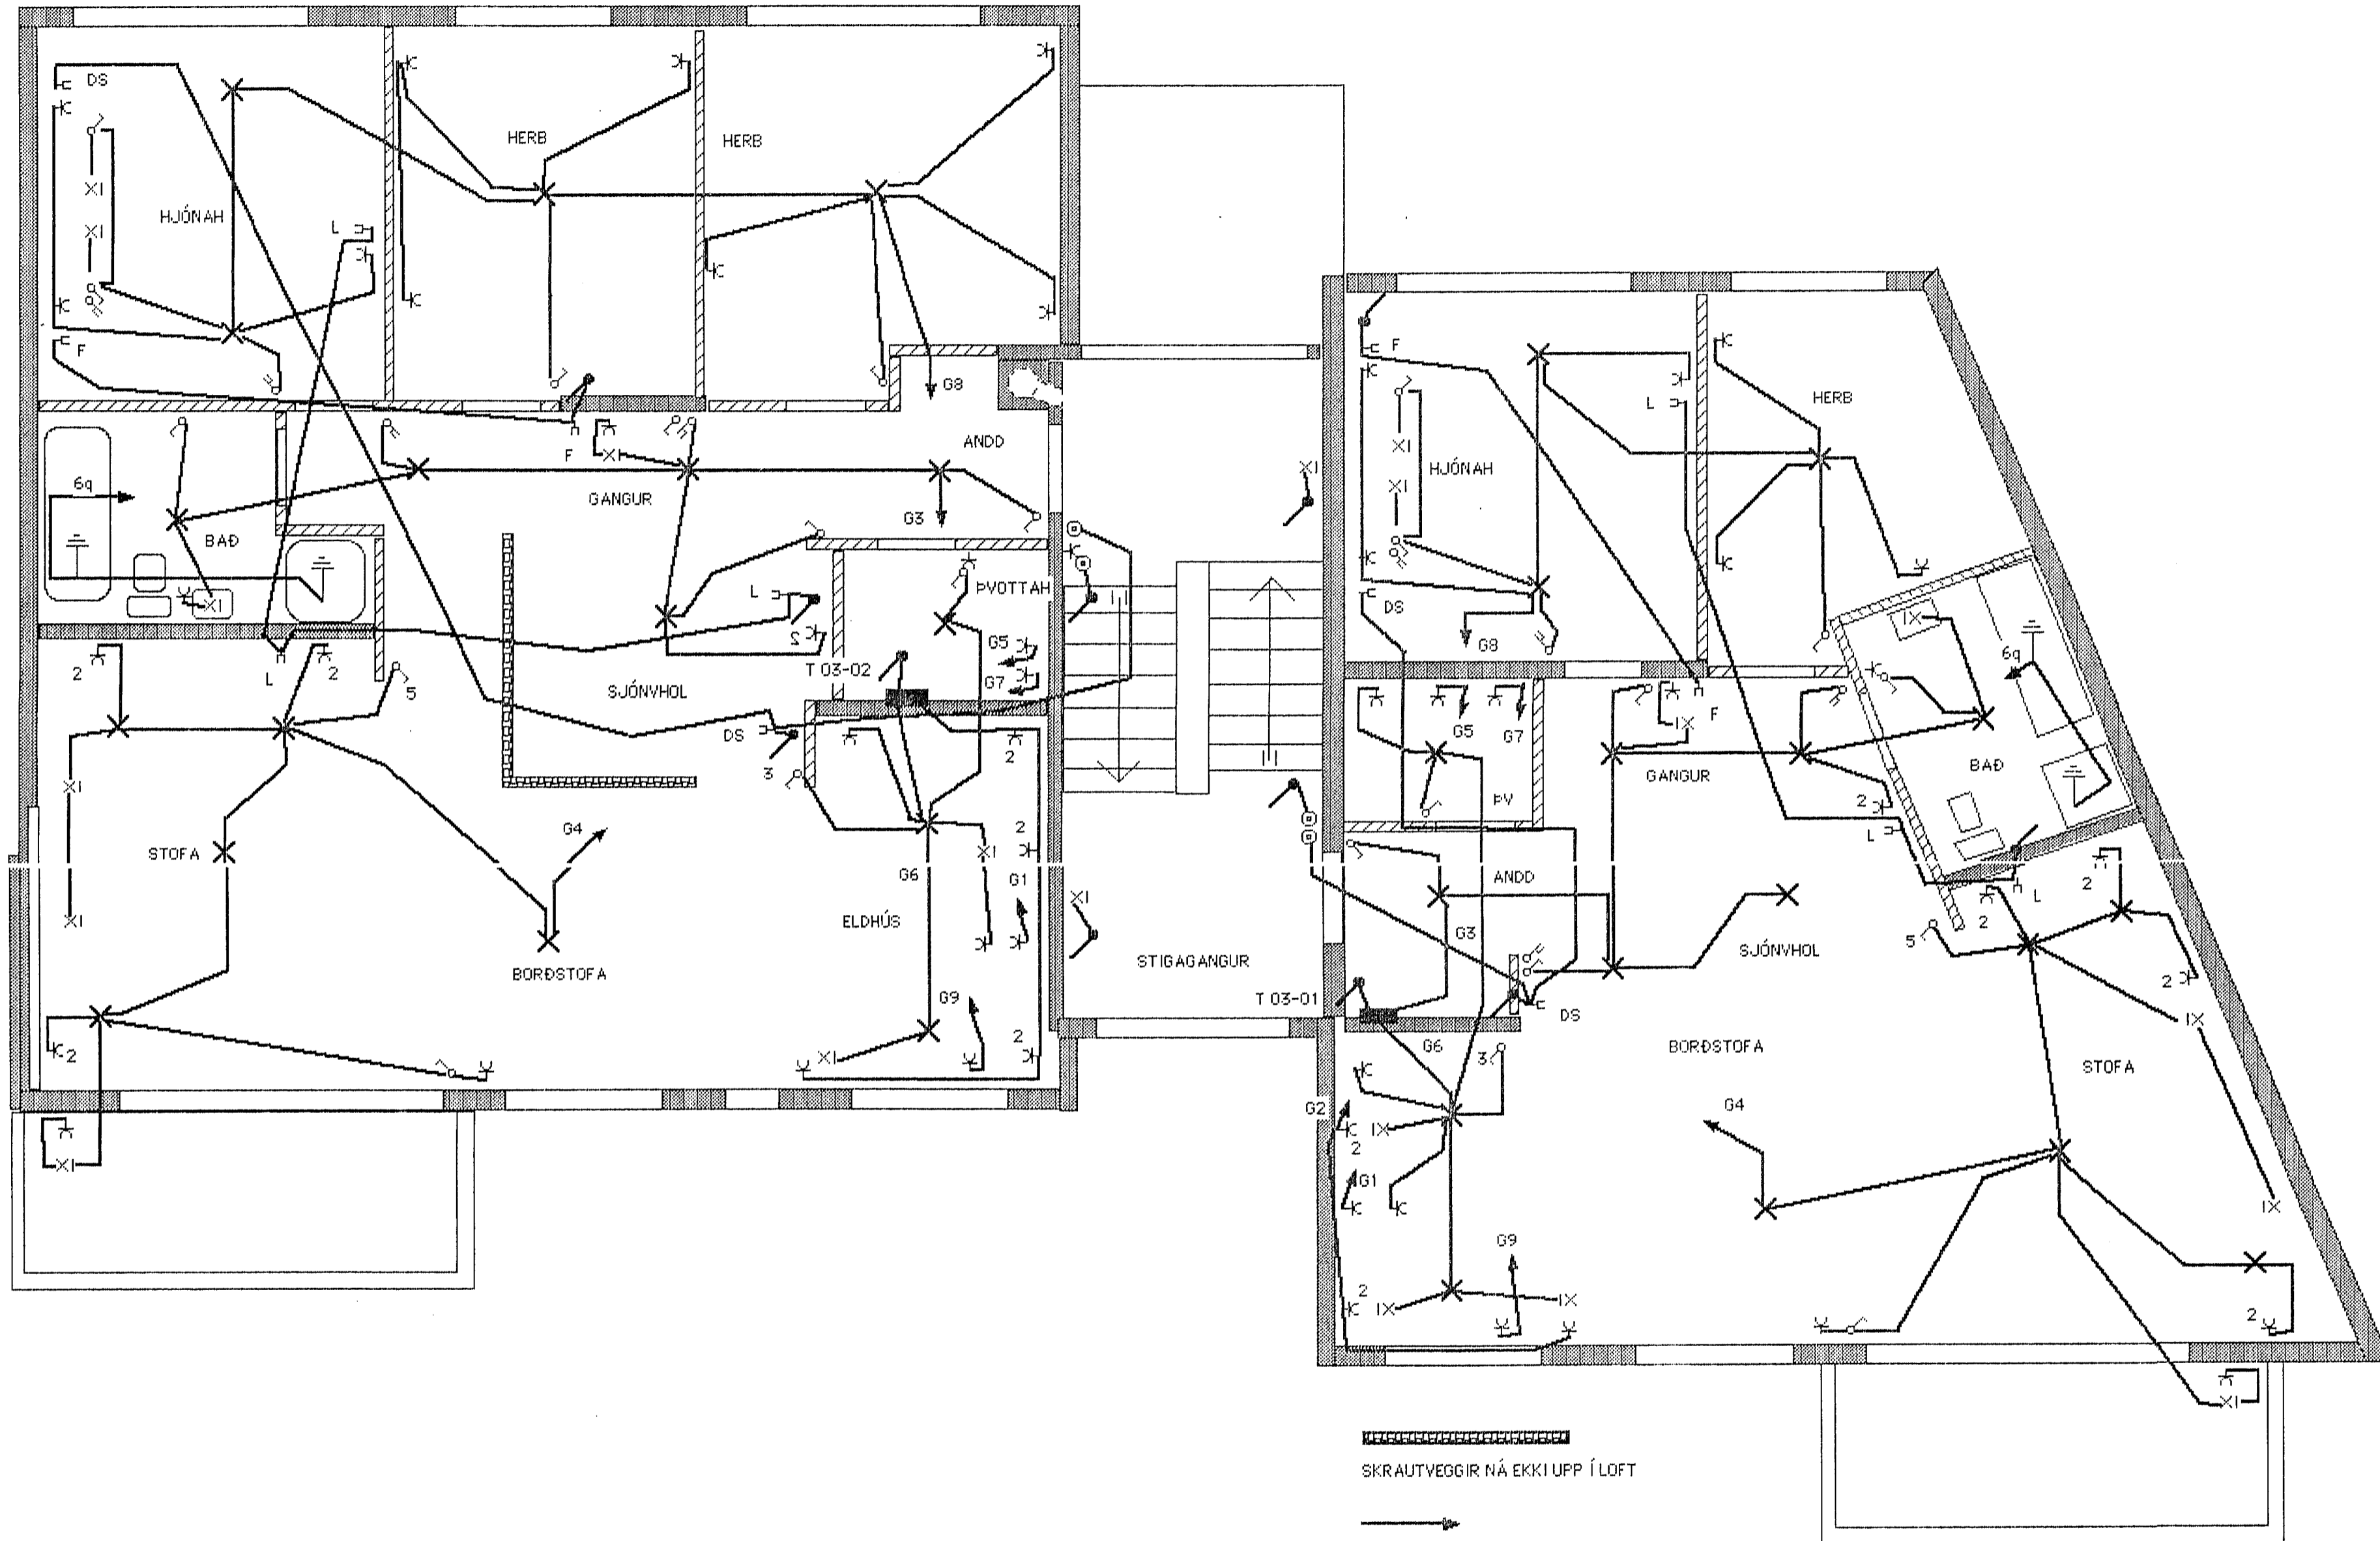 DS
HERB
HERB
HJÓNAH
L
F
G8
F
ANDD
6q
GANGUR
G3
BAÐ
ÞVOTTAH
L
2
G5
T 03-02
G7
2
L
2
5
SJÓNVHOL
DS
2
3
G4
STOFA
2
G6
G1
ELDHÚS
BORÐSTOFA
G9
2
2
STIGAGANGUR
F
L
HERB
HJÓNAH
DS
G8
6q
F
G5
G7
GANGUR
BAÐ
ÞV
2
L
ANDD
2
L
2
G3
5
SJÓNVHOL
2
T 03-01
DS
G6
3
BORÐSTOFA
STOFA
G2
G4
2
G1
G9
2
2
SKRAUTVEGGIR NÁ EKKI UPP Í LOFT